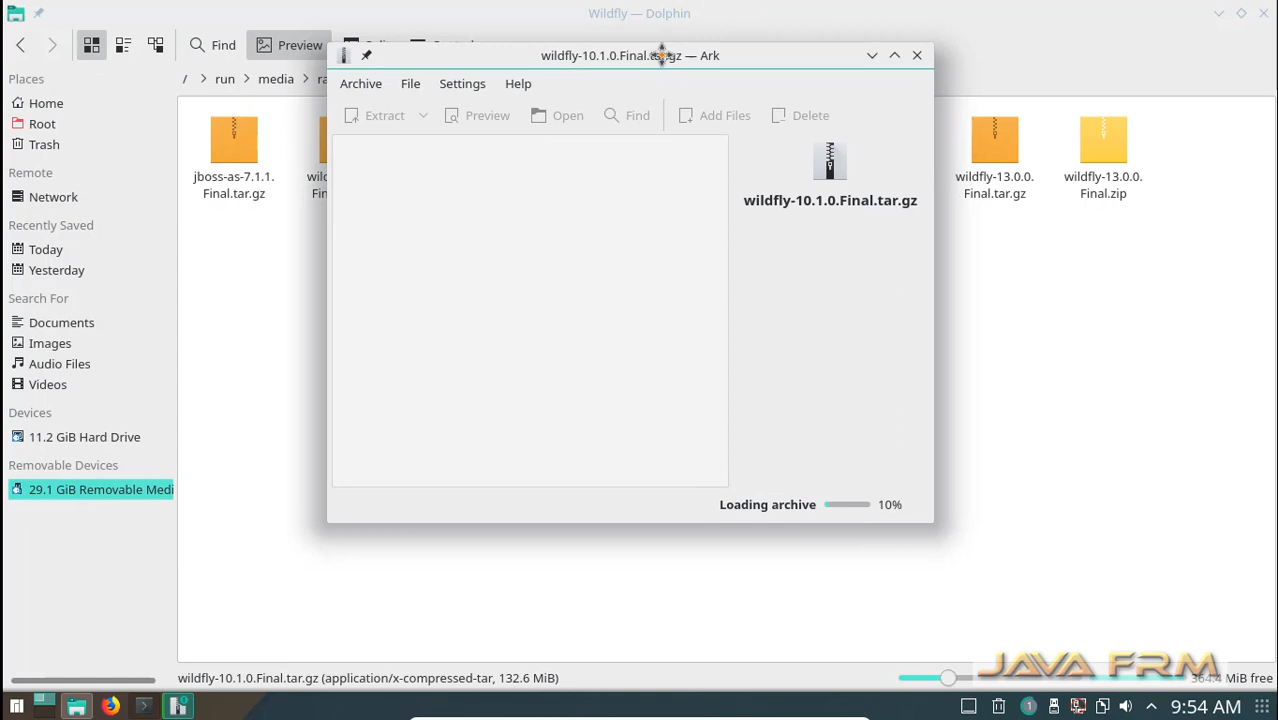 Wildfly — Dolphin
Find
Preview
wildfly-10.1.0.Final.tar.gz — Ark
Places
/ run media
Archive File Settings Help
Home
Root
Trash
Extract Preview Open Find Add Files Delete
jboss-as-7.1.1.
Final.tar.gz
wildfly-13.0.0.
Final.tar.gz
wildfly-13.0.0.
Final.zip
wildfly-10.1.0.Final.tar.gz
Remote
Network
Recently Saved
Today
Yesterday
Search For
Documents
Images
Audio Files
Videos
Devices
11.2 GiB Hard Drive
Removable Devices
29.1 GiB Removable Medi
Loading archive 10%
wildfly-10.1.0.Final.tar.gz (application/x-compressed-tar, 132.6 MiB)
364.4 MiB free
JAVA FRM
1
9:54 AM